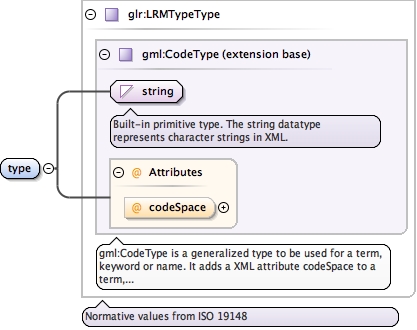 glr:LRMTypeType
gml:CodeType (extension base)
string
Built-in primitive type. The string datatype
represents character strings in XML.
@ Attributes
type
@ codeSpace
gml:CodeType is a generalized type to be used for a term,
keyword or name. It adds a XML attribute codeSpace to a
term,...
Normative values from ISO 19148